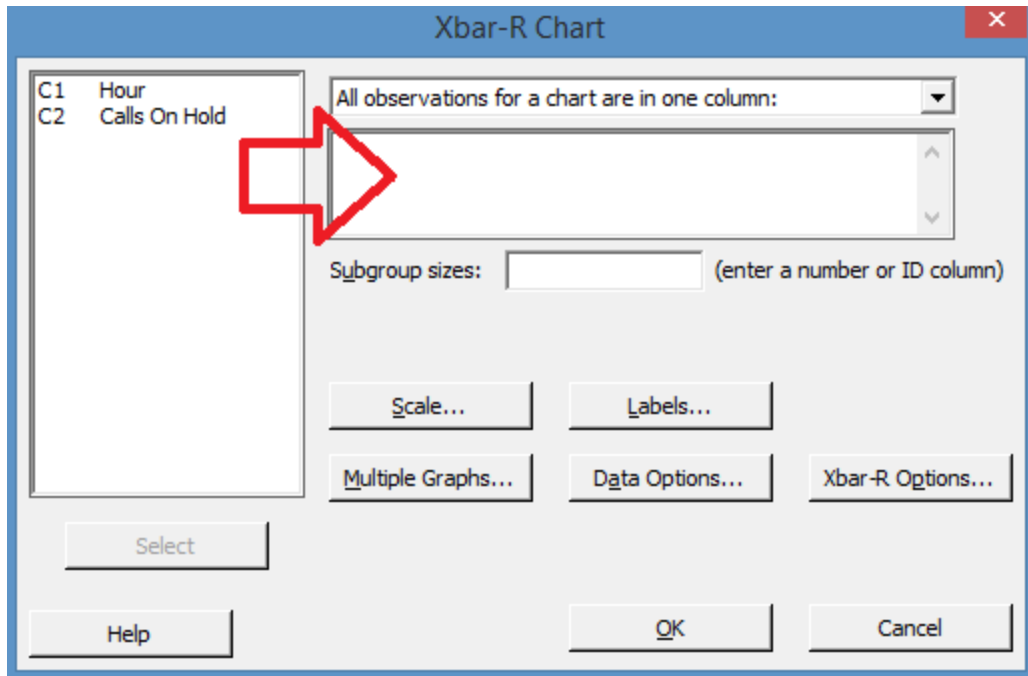 Xbar-R Chart
C1 Hour
C2 Calls On Hold
All observations for a chart are in one column:
Subgroup sizes: (enter a number or ID column)
Scale... Labels...
Multiple Graphs... Data Options... Xbar-R Options...
Select
Help OK Cancel